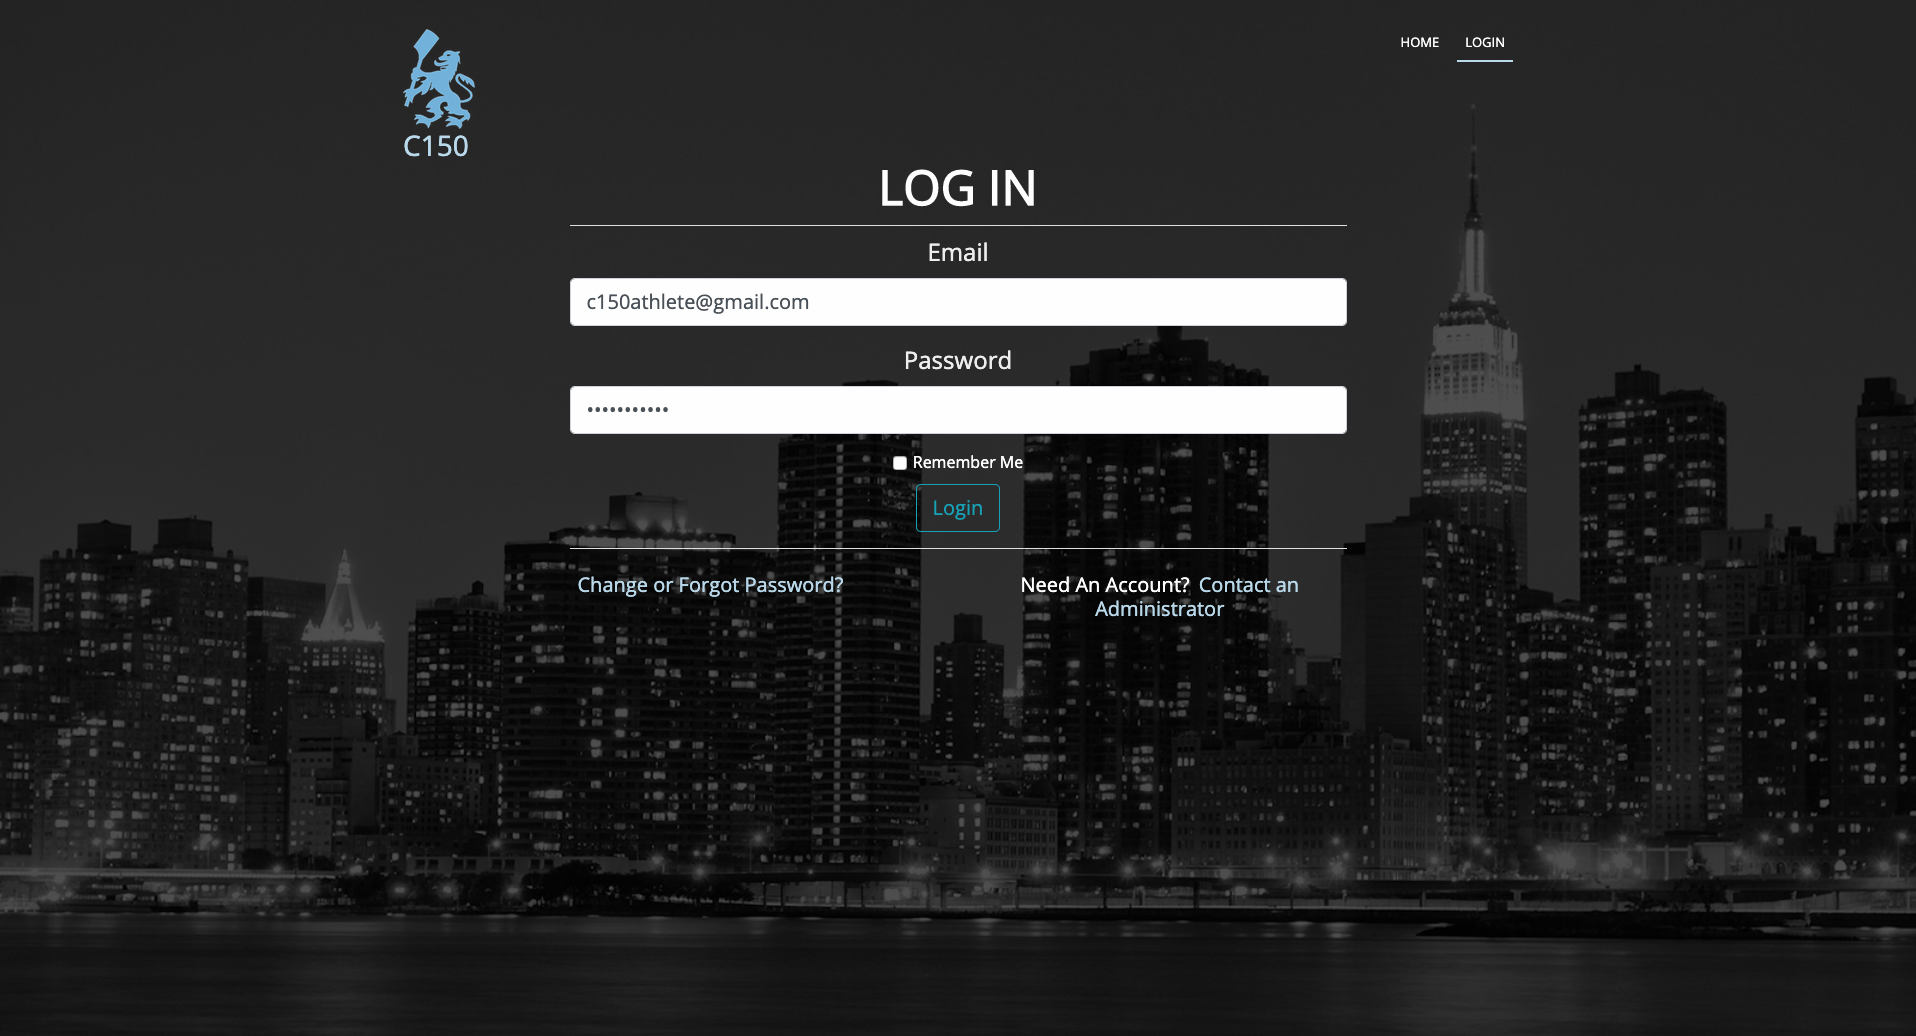 HOME LOGIN
C150
LOG IN
Email
c150athlete@gmail.com
Password
•••••••••••
Remember Me
Login
Change or Forgot Password?
Need An Account? Contact an
Administrator